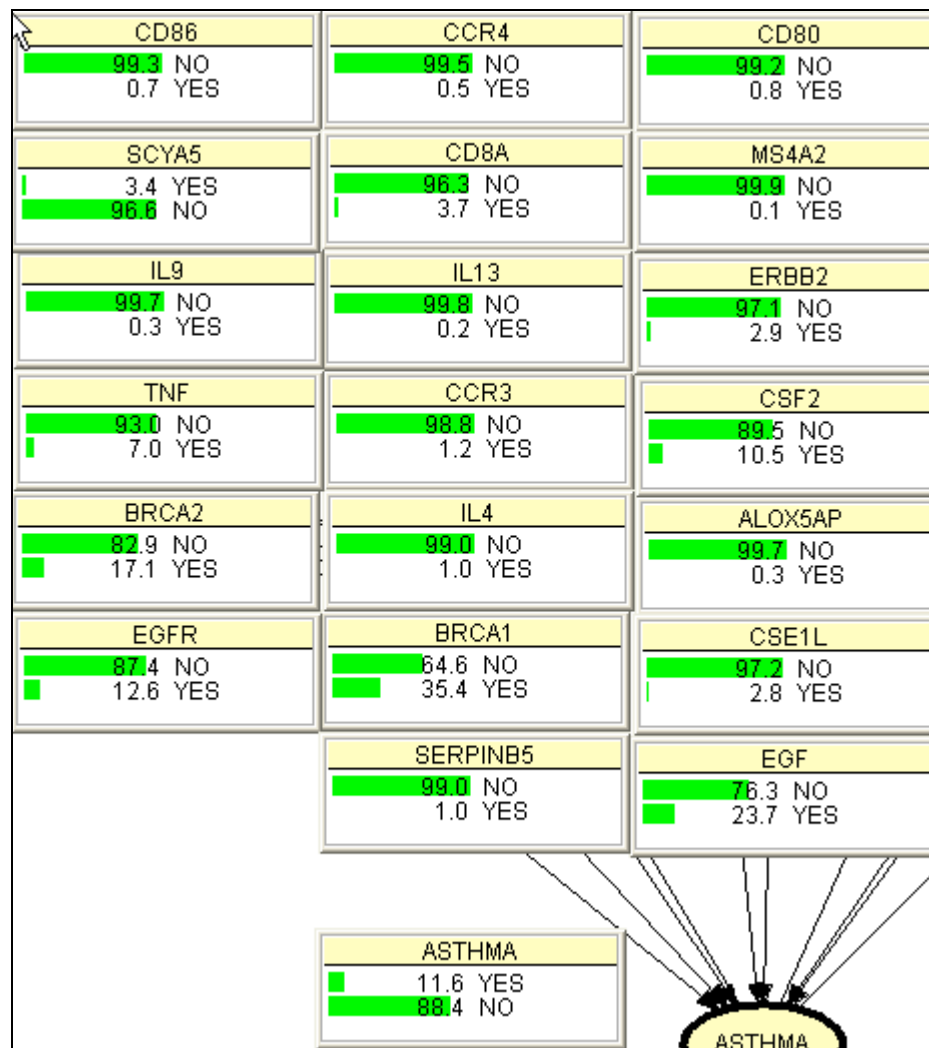 CD86
99.3 NO
0.7 YES
CCR4
99.5 NO
0.5 YES
CD80
99.2 NO
0.8 YES
SCYA5
3.4 YES
96.6 NO
CD8A
96.3 NO
3.7 YES
MS4A2
99.9 NO
0.1 YES
IL9
99.7 NO
0.3 YES
IL13
99.8 NO
0.2 YES
ERBB2
97.1 NO
2.9 YES
TNF
93.0 NO
7.0 YES
CCR3
98.8 NO
1.2 YES
CSF2
89.5 NO
10.5 YES
BRCA2
82.9 NO
17.1 YES
IL4
99.0 NO
1.0 YES
ALOX5AP
99.7 NO
0.3 YES
EGFR
87.4 NO
12.6 YES
BRCA1
64.6 NO
35.4 YES
CSE1L
97.2 NO
2.8 YES
SERPINB5
99.0 NO
1.0 YES
EGF
76.3 NO
23.7 YES
ASTHMA
11.6 YES
88.4 NO
ASTHMA